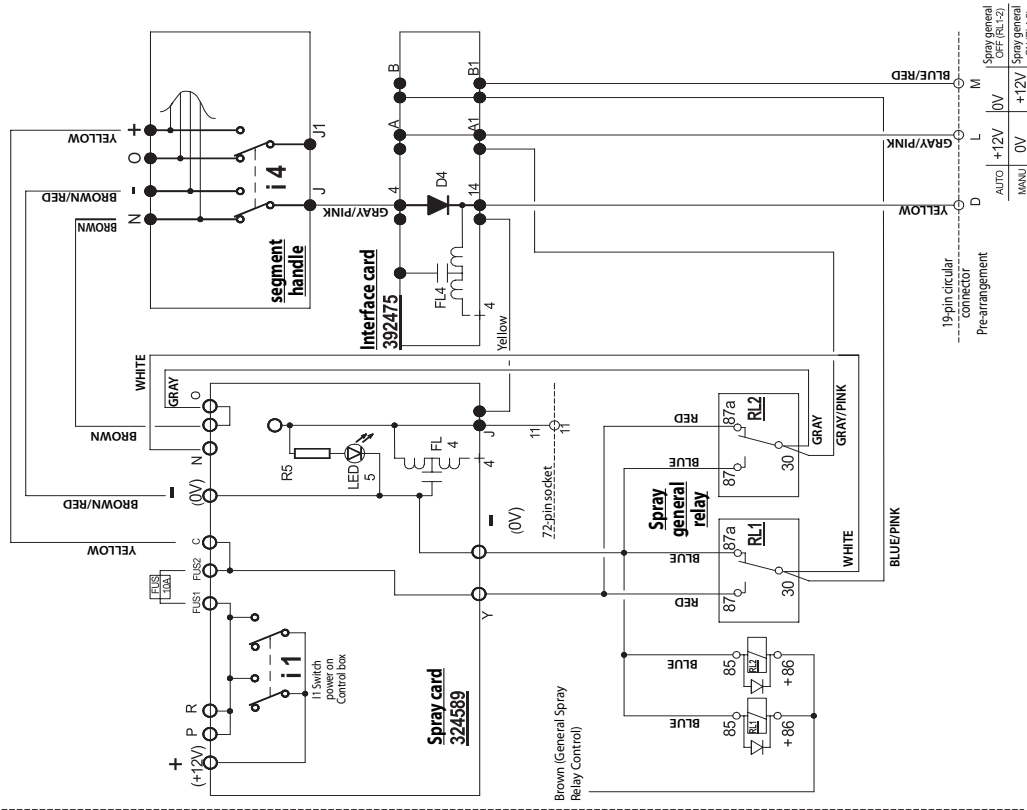 YELLOW
BROWN/RED
BROWN
N
-
O
+
J
J1
i 4
segment
handle
GRAY/PINK
Interface card
392475
4
A
B
D4
FL4
4
14
A1
B1
Yellow
WHITE
GRAY
BROWN
BROWN/RED
YELLOW
FUS
10A
+
(+12V)
P
R
FUS1
FUS2
C
-
(0V)
N
O
i 1
I1 Switch
power on
Control box
R5
LED
5
FL
4
4
J
11
11
72-pin socket
-
(0V)
Y
Spray card
324589
YELLOW
GRAY/PINK
BLUE/RED
D
L
M
19-pin circular
connector
Pre-arrangement
AUTO
+12V
0V
Spray general
OFF (RL1-2)
MANU
0V
+12V
Spray general
Brown (General Spray
Relay Control)
BLUE
BLUE
85
RL1
+86
85
RL2
+86
Spray
general
relay
RED
BLUE
87
87a
RL1
30
WHITE
BLUE/PINK
BLUE
RED
87
87a
RL2
30
GRAY
GRAY/PINK